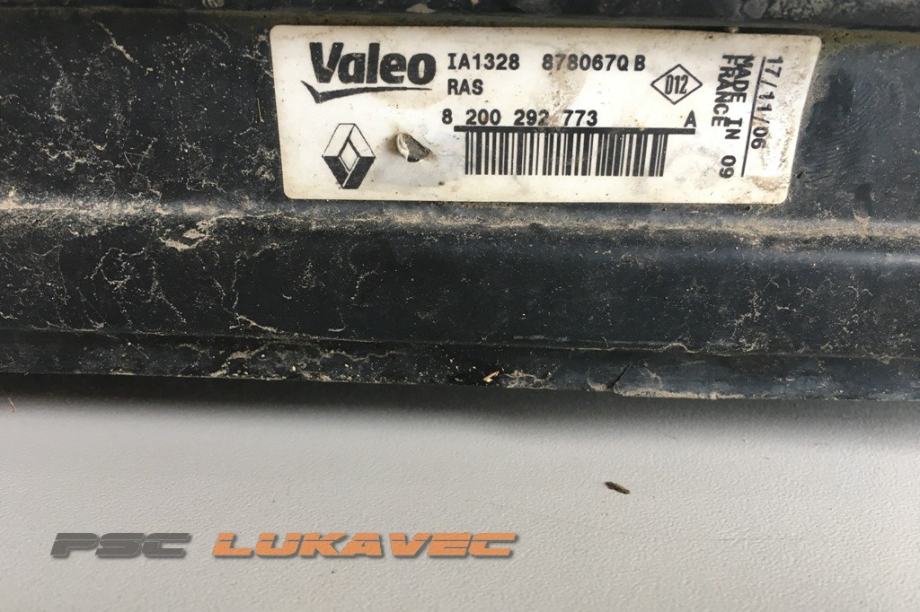 Valeo IA1328 878067Q B
RAS
D12
8 200 292 773 A
17/11/06
MADE IN 09
FRANCE
PSC LUKAVEC